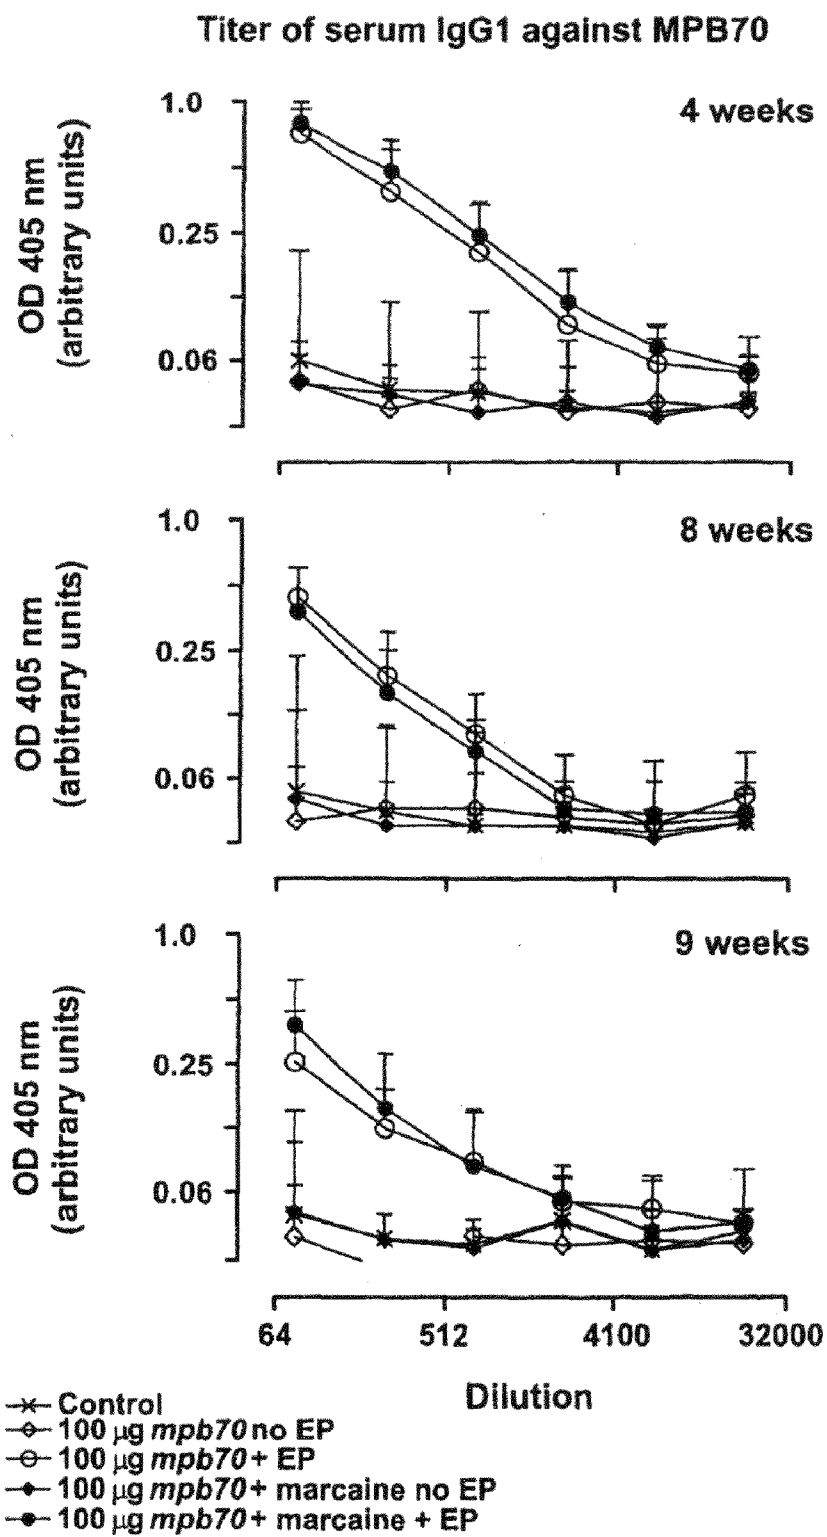 Titer of serum IgG1 against MPB70
4 weeks
OD 405 nm
(arbitrary units)
1.0
0.25
0.06
8 weeks
OD 405 nm
(arbitrary units)
1.0
0.25
0.06
9 weeks
OD 405 nm
(arbitrary units)
1.0
0.25
0.06
64 512 4100 32000
Dilution
Control
100 µg mpb70 no EP
100 µg mpb70 + EP
100 µg mpb70 + marcaine no EP
100 µg mpb70 + marcaine + EP